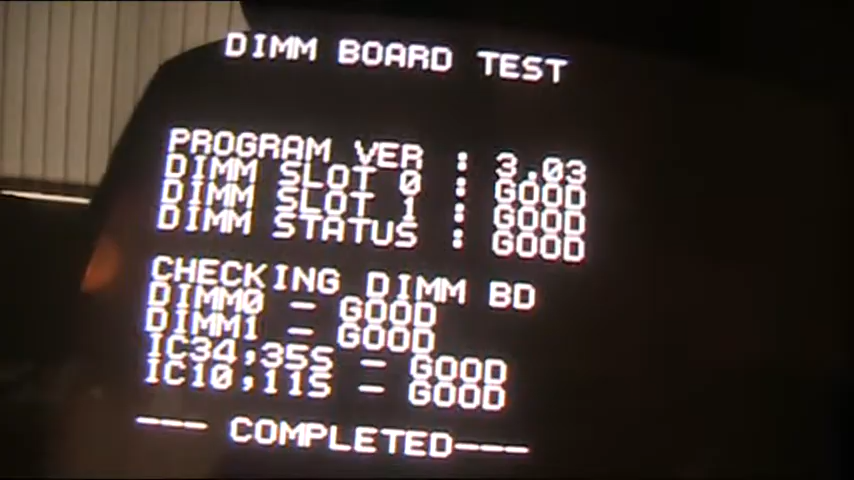 DIMM BOARD TEST
PROGRAM VER : 3.03
DIMM SLOT 0 : GOOD
DIMM SLOT 1 : GOOD
DIMM STATUS : GOOD
CHECKING DIMM BD
DIMM0 - GOOD
DIMM1 - GOOD
IC34,35S - GOOD
IC10,11S - GOOD
--- COMPLETED---